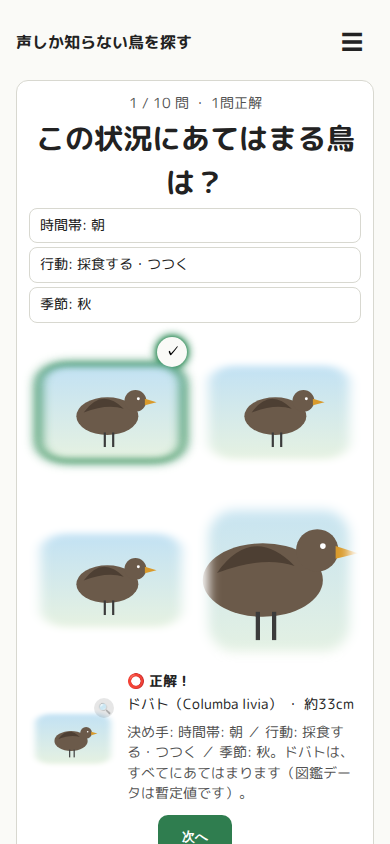 声しか知らない鳥を探す
1 / 10 問 ・ 1問正解
この状況にあてはまる鳥
は？
時間帯: 朝
行動: 採食する・つつく
季節: 秋
✓
⭕ 正解！
ドバト（Columba livia） ・ 約33cm
決め手: 時間帯: 朝 ／ 行動: 採食す
る・つつく ／ 季節: 秋。ドバトは、
すべてにあてはまります（図鑑デー
タは暫定値です）。
次へ